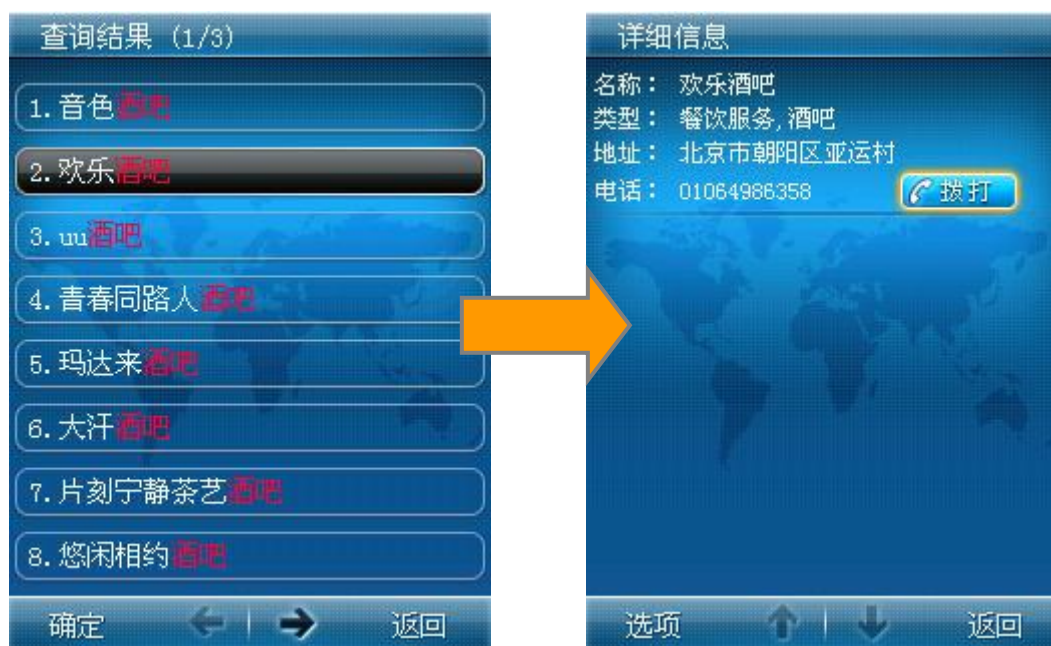 查询结果 (1/3)
1. 音色酒吧
2. 欢乐酒吧
3. uu酒吧
4. 青春同路人酒吧
5. 玛达来酒吧
6. 大汗酒吧
7. 片刻宁静茶艺酒吧
8. 悠闲相约酒吧
确定 返回
详细信息
名称: 欢乐酒吧
类型: 餐饮服务,酒吧
地址: 北京市朝阳区亚运村
电话: 01064986358 拨打
选项 返回